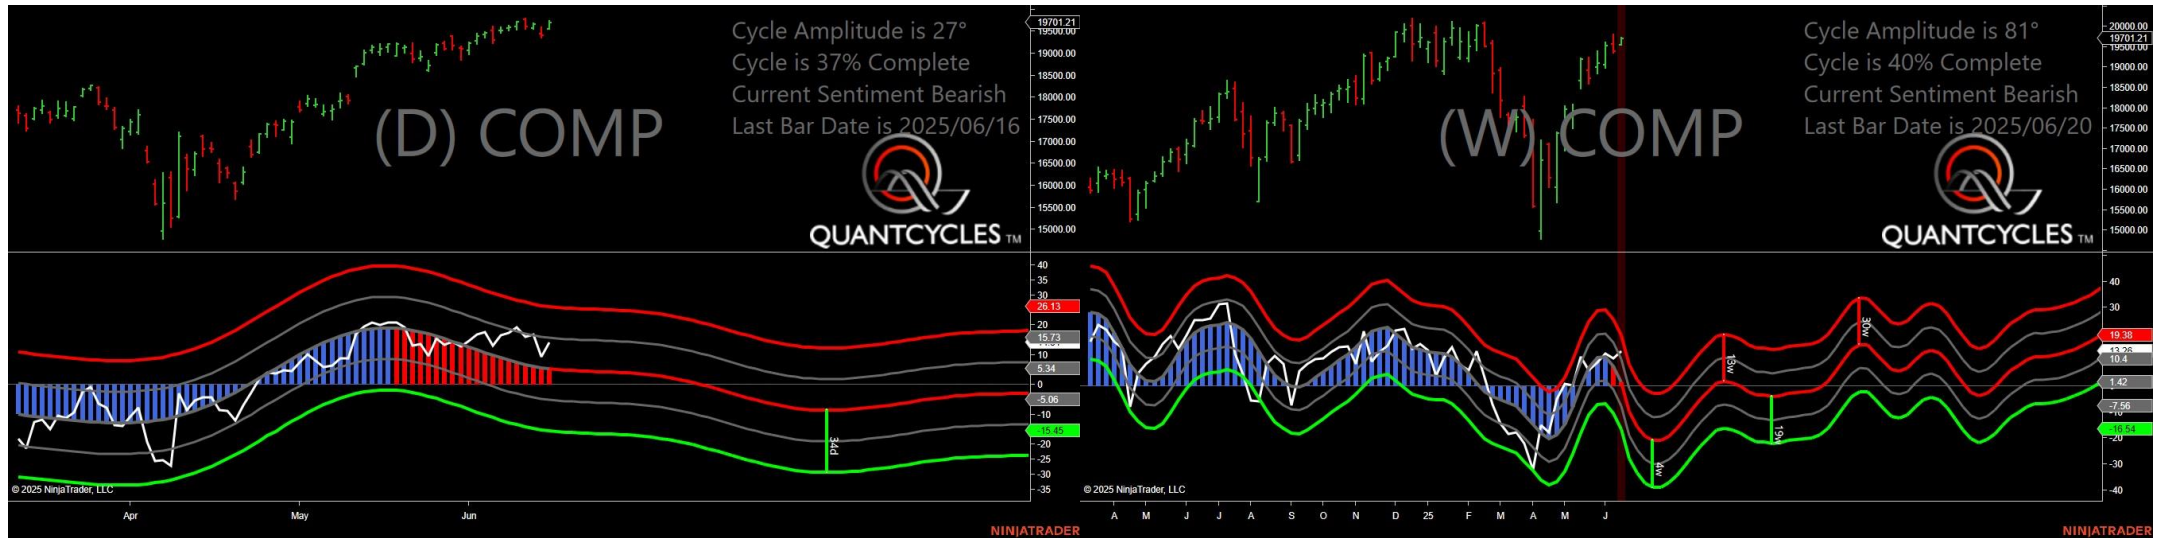 Cycle Amplitude is 27°
Cycle is 37% Complete
Current Sentiment Bearish
Last Bar Date is 2025/06/16
(D) COMP
QUANTCYCLES TM
19701.21
19500.00
19000.00
18500.00
18000.00
17500.00
17000.00
16500.00
16000.00
15500.00
15000.00
40
35
30
26.13
20
15.73
10
5.34
0
-5.06
-10
-15.45
-20
-25
-30
-35
34d
© 2025 NinjaTrader, LLC
Apr
May
Jun
NINJATRADER
Cycle Amplitude is 81°
Cycle is 40% Complete
Current Sentiment Bearish
Last Bar Date is 2025/06/20
(W) COMP
QUANTCYCLES TM
20000.00
19701.21
19500.00
19000.00
18500.00
18000.00
17500.00
17000.00
16500.00
16000.00
15500.00
15000.00
40
30
19.38
10.4
1.42
-7.56
-16.54
-20
-30
-40
4w
13w
19w
30w
© 2025 NinjaTrader, LLC
A M J J A S O N D 25 F M A M J
NINJATRADER